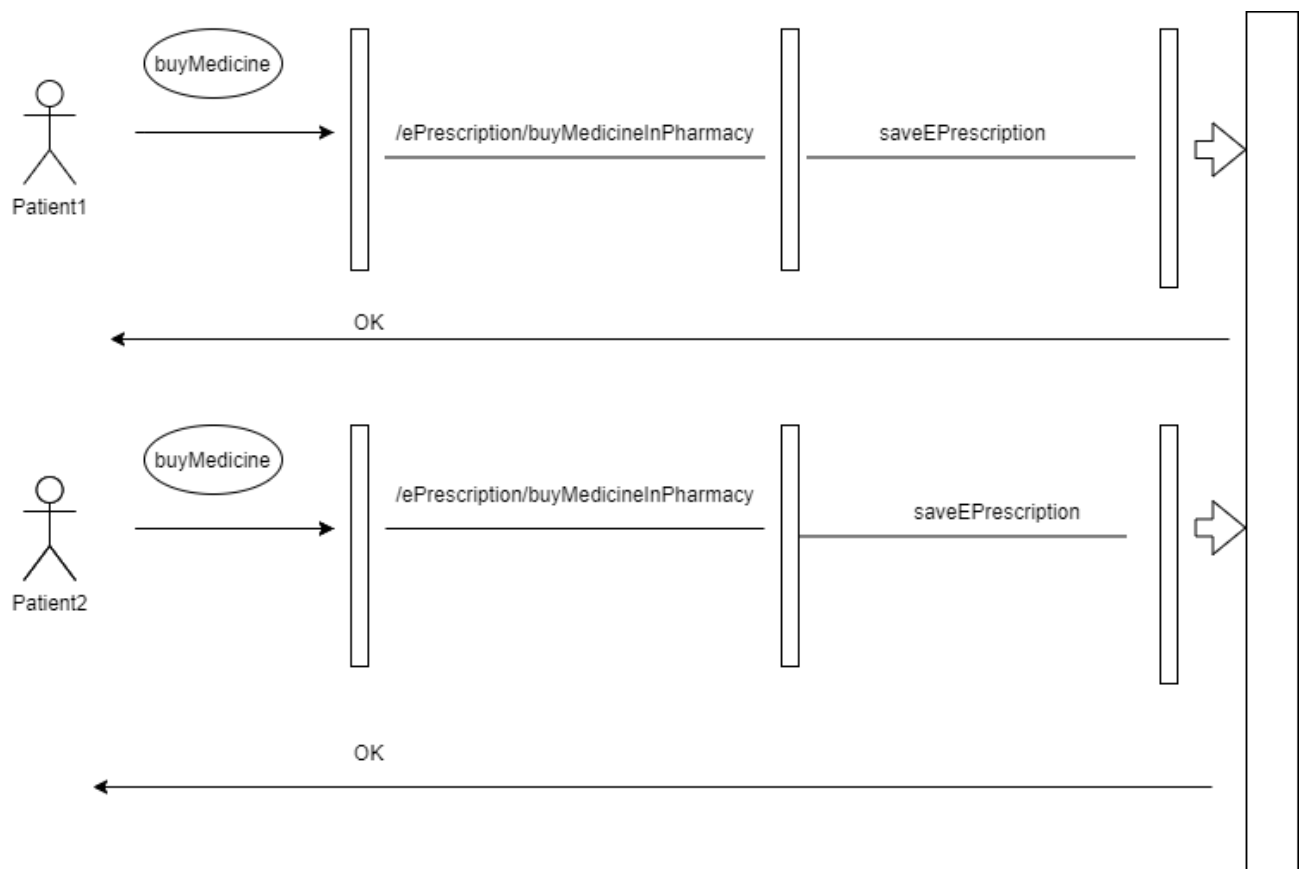 buyMedicine
/ePrescription/buyMedicineInPharmacy
saveEPrescription
Patient1
OK
buyMedicine
/ePrescription/buyMedicineInPharmacy
saveEPrescription
Patient2
OK